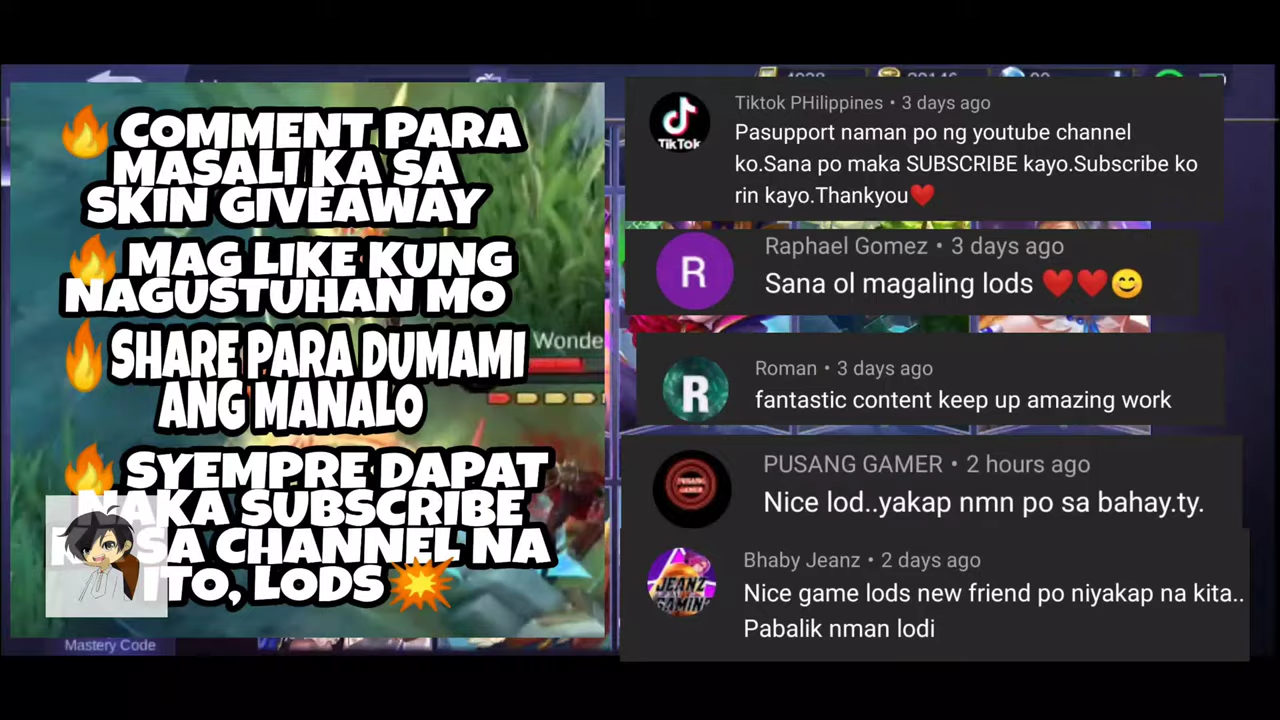 🔥 COMMENT PARA
MASALI KA SA
SKIN GIVEAWAY
🔥 MAG LIKE KUNG
NAGUSTUHAN MO
🔥 SHARE PARA DUMAMI
ANG MANALO
🔥 SYEMPRE DAPAT
NAKA SUBSCRIBE
SA CHANNEL NA
ITO, LODS💥
Wonde
Mastery Code
TikTok
Tiktok PHilippines • 3 days ago
Pasupport naman po ng youtube channel
ko.Sana po maka SUBSCRIBE kayo.Subscribe ko
rin kayo.Thankyou❤️
R
Raphael Gomez • 3 days ago
Sana ol magaling lods ❤️❤️😊
R
Roman • 3 days ago
fantastic content keep up amazing work
PUSANG
GAMER
PUSANG GAMER • 2 hours ago
Nice lod..yakap nmn po sa bahay.ty.
JEANZ
GAMIN
Bhaby Jeanz • 2 days ago
Nice game lods new friend po niyakap na kita..
Pabalik nman lodi